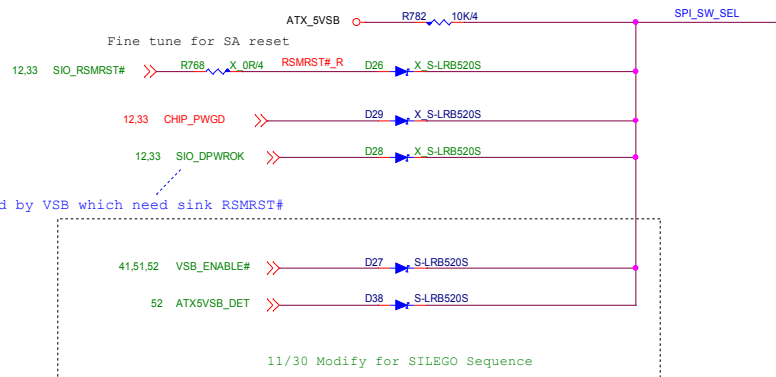 ATX_5VSB R782 10K/4 SPI_SW_SEL
Fine tune for SA reset
12,33 SIO_RSMRST# R768 X_0R/4 RSMRST#_R D26 X_S-LRB520S
12,33 CHIP_PWGD D29 X_S-LRB520S
12,33 SIO_DPWROK D28 X_S-LRB520S
d by VSB which need sink RSMRST#
41,51,52 VSB_ENABLE# D27 S-LRB520S
52 ATX5VSB_DET D38 S-LRB520S
11/30 Modify for SILEGO Sequence